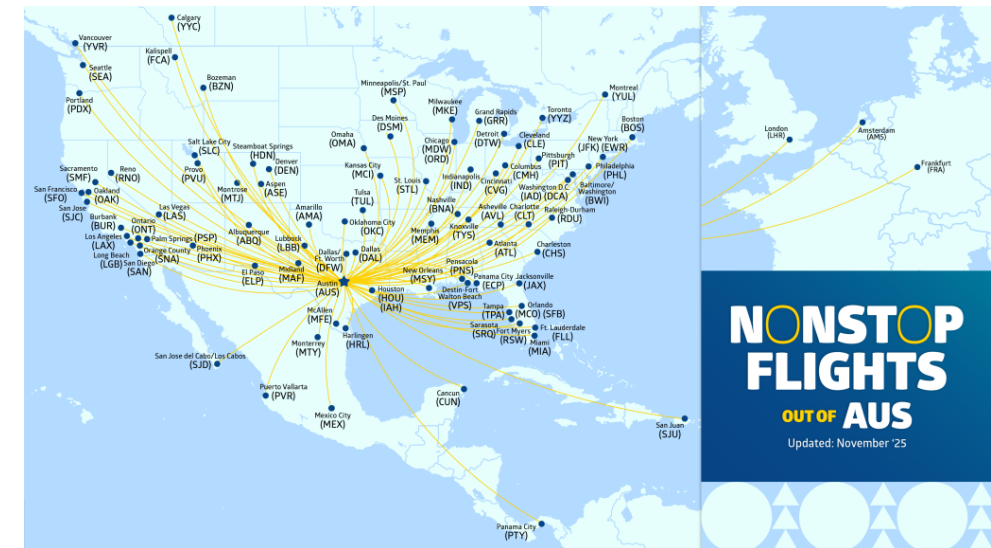 Calgary
(YYC)
Vancouver
(YVR)
Kalispell
(FCA)
Seattle
(SEA)
Bozeman
(BZN)
Portland
(PDX)
Minneapolis/St. Paul
(MSP)
Milwaukee
(MKE)
Grand Rapids
(GRR)
Toronto
(YYZ)
Montreal
(YUL)
Boston
(BOS)
Des Moines
(DSM)
Omaha
(OMA)
Chicago
(MDW)
(ORD)
Detroit
(DTW)
Cleveland
(CLE)
New York
(JFK) (EWR)
Pittsburgh
(PIT)
Philadelphia
(PHL)
Salt Lake City
(SLC)
Steamboat Springs
(HDN)
Denver
(DEN)
Provo
(PVU)
Aspen
(ASE)
Montrose
(MTJ)
Sacramento
(SMF)
Reno
(RNO)
San Francisco
(SFO)
Oakland
(OAK)
San Jose
(SJC)
Kansas City
(MCI)
St. Louis
(STL)
Indianapolis
(IND)
Cincinnati
(CVG)
Columbus
(CMH)
Washington D.C.
(IAD) (DCA)
Baltimore/
Washington
(BWI)
Tulsa
(TUL)
Nashville
(BNA)
Asheville
(AVL)
Charlotte
(CLT)
Raleigh-Durham
(RDU)
Knoxville
(TYS)
Las Vegas
(LAS)
Burbank
(BUR)
Ontario
(ONT)
Los Angeles
(LAX)
Palm Springs (PSP)
Phoenix
(PHX)
Orange County
(SNA)
Long Beach
(LGB)
San Diego
(SAN)
Albuquerque
(ABQ)
Amarillo
(AMA)
Lubbock
(LBB)
Oklahoma City
(OKC)
Memphis
(MEM)
Atlanta
(ATL)
Charleston
(CHS)
Dallas/
Ft. Worth
(DFW)
Dallas
(DAL)
El Paso
(ELP)
Midland
(MAF)
Austin
(AUS)
Houston
(HOU)
(IAH)
New Orleans
(MSY)
Pensacola
(PNS)
Panama City
(ECP)
Destin-Fort
Walton Beach
(VPS)
Jacksonville
(JAX)
Orlando
(MCO) (SFB)
Tampa
(TPA)
Sarasota
(SRQ)
Fort Myers
(RSW)
Ft. Lauderdale
(FLL)
Miami
(MIA)
McAllen
(MFE)
Harlingen
(HRL)
Monterrey
(MTY)
San Jose del Cabo/Los Cabos
(SJD)
Puerto Vallarta
(PVR)
Mexico City
(MEX)
Cancun
(CUN)
San Juan
(SJU)
Panama City
(PTY)
London
(LHR)
Amsterdam
(AMS)
Frankfurt
(FRA)
NONSTOP
FLIGHTS
OUT OF AUS
Updated: November '25